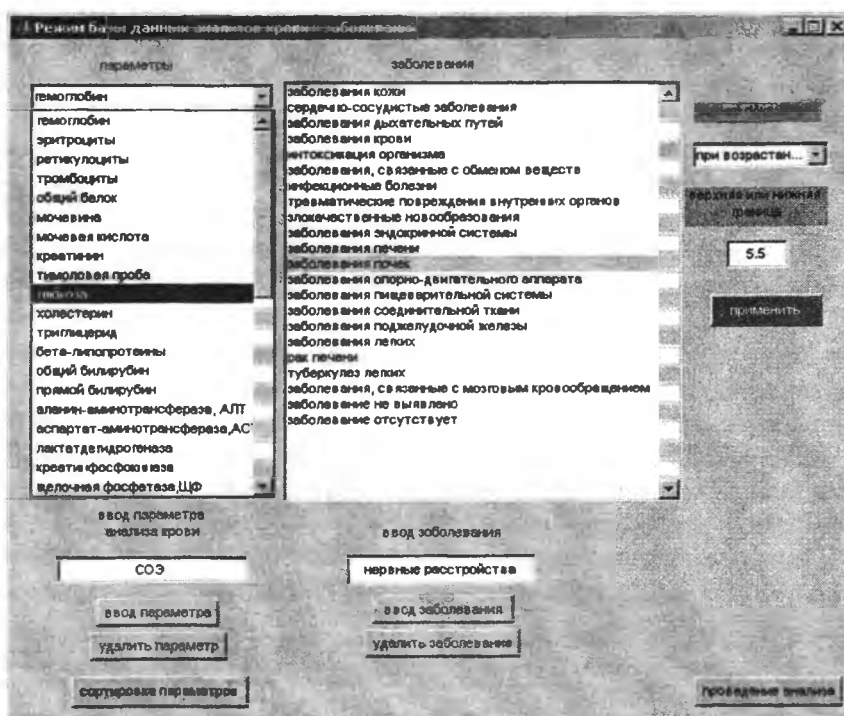 Режим базы данных анализов крови и заболевания
параметры
заболевания
гемоглобин
гемоглобин
эритроциты
ретикулоциты
тромбоциты
общий белок
мочевина
мочевая кислота
креатинин
тимоловая проба
глюкоза
холестерин
триглицерид
бета-липопротеины
общий билирубин
прямой билирубин
аланин-аминотрансфераза, АЛТ
аспартат-аминотрансфераза,АС
лактатдегидрогеназа
креатинфосфокиназа
щелочная фосфатаза,ЩФ
заболевания кожи
сердечно-сосудистые заболевания
заболевания дыхательных путей
заболевания крови
интоксикация организма
заболевания, связанные с обменом веществ
инфекционные болезни
травматические повреждения внутренних органов
злокачественные новообразования
заболевания эндокринной системы
заболевания печени
заболевания почек
заболевания опорно-двигательного аппарата
заболевания пищеварительной системы
заболевания соединительной ткани
заболевания поджелудочной железы
заболевания легких
рак печени
туберкулез легких
заболевания, связанные с мозговым кровообращением
заболевание не выявлено
заболевание отсутствует
при возрастан...
верхняя или нижняя
граница
5.5
применить
ввод параметра
анализа крови
СОЭ
ввод параметра
удалить параметр
сортировка параметров
ввод заболевания
нервные расстройства
ввод заболевания
удалить заболевание
проведение анализа